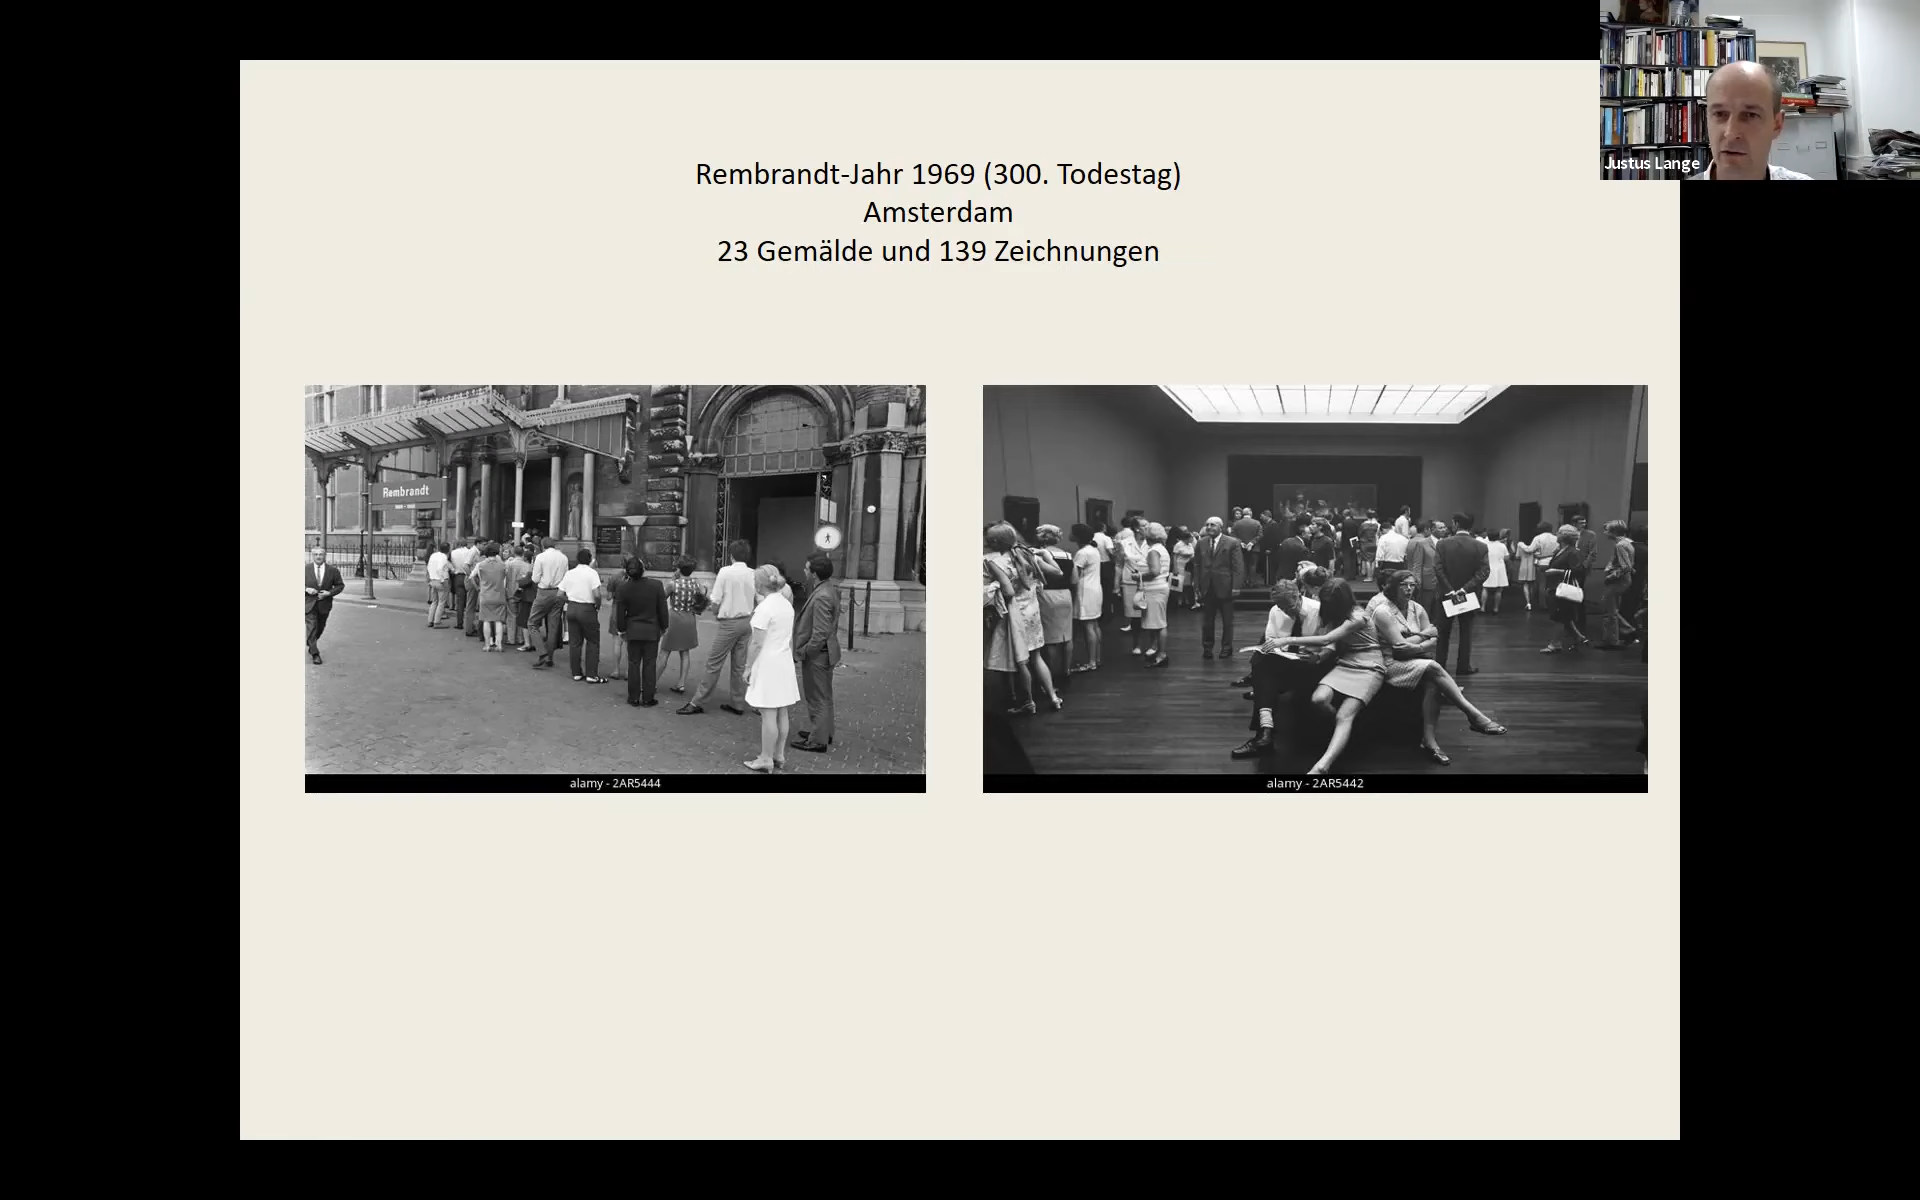 Rembrandt-Jahr 1969 (300. Todestag)
Amsterdam
23 Gemälde und 139 Zeichnungen
Justus Lange
Rembrandt
alamy - 2AR5444
alamy - 2AR5442